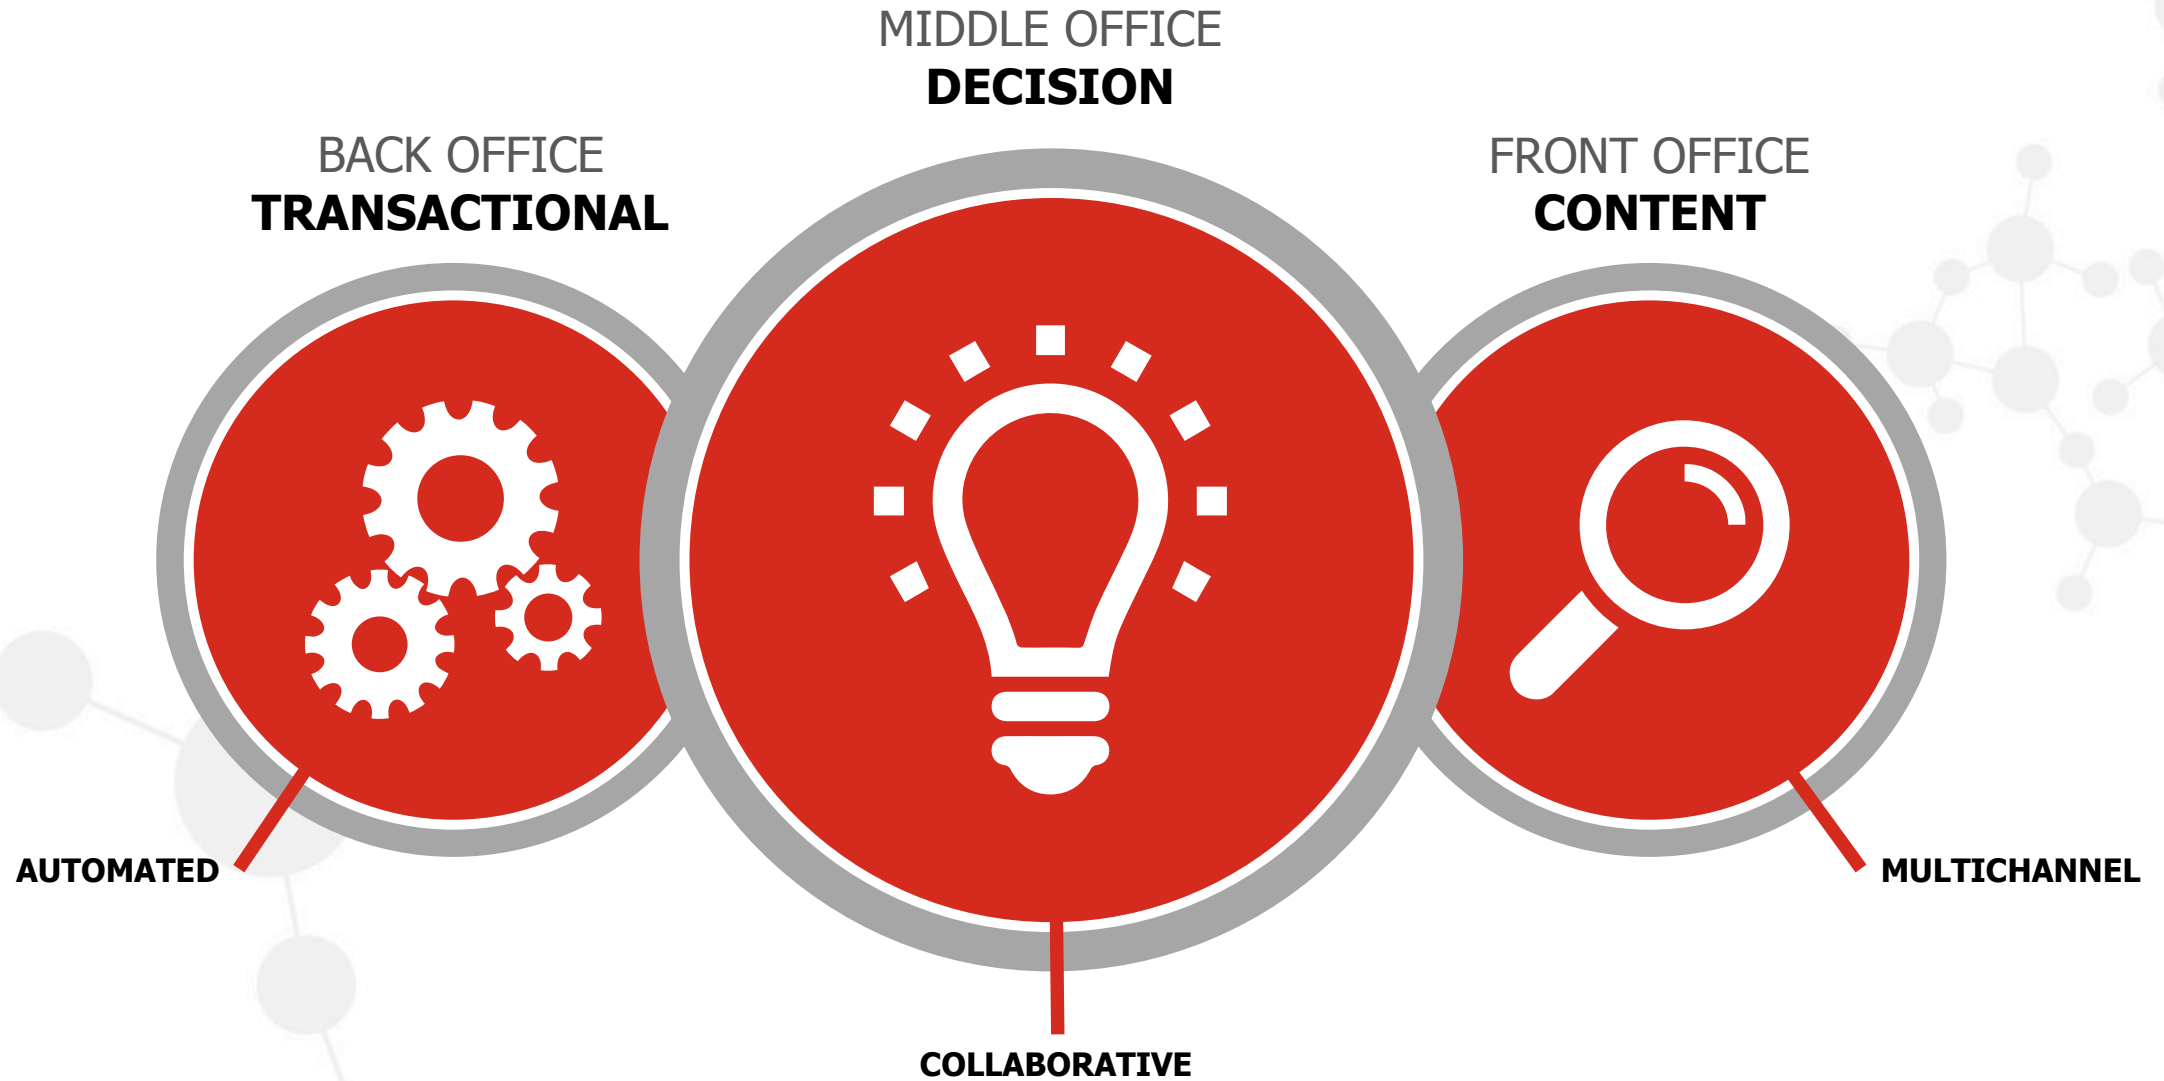 MIDDLE OFFICE
DECISION
BACK OFFICE
TRANSACTIONAL
FRONT OFFICE
CONTENT
AUTOMATED
MULTICHANNEL
COLLABORATIVE